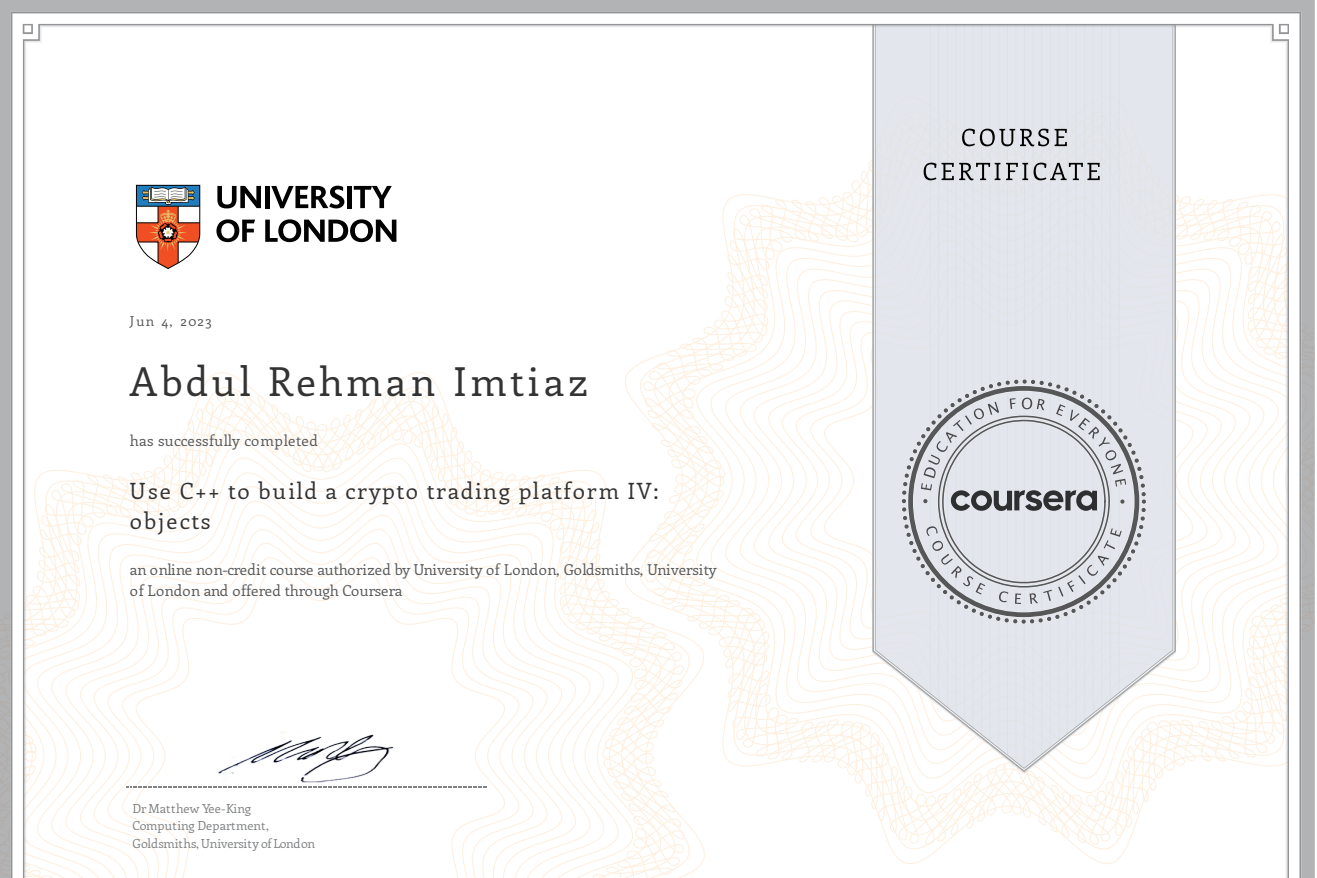 COURSE
CERTIFICATE
UNIVERSITY
OF LONDON
Jun 4, 2023
Abdul Rehman Imtiaz
has successfully completed
Use C++ to build a crypto trading platform IV:
objects
an online non-credit course authorized by University of London, Goldsmiths, University
of London and offered through Coursera
EDUCATION FOR EVERYONE
coursera
COURSE CERTIFICATE
Dr Matthew Yee-King
Computing Department,
Goldsmiths, University of London